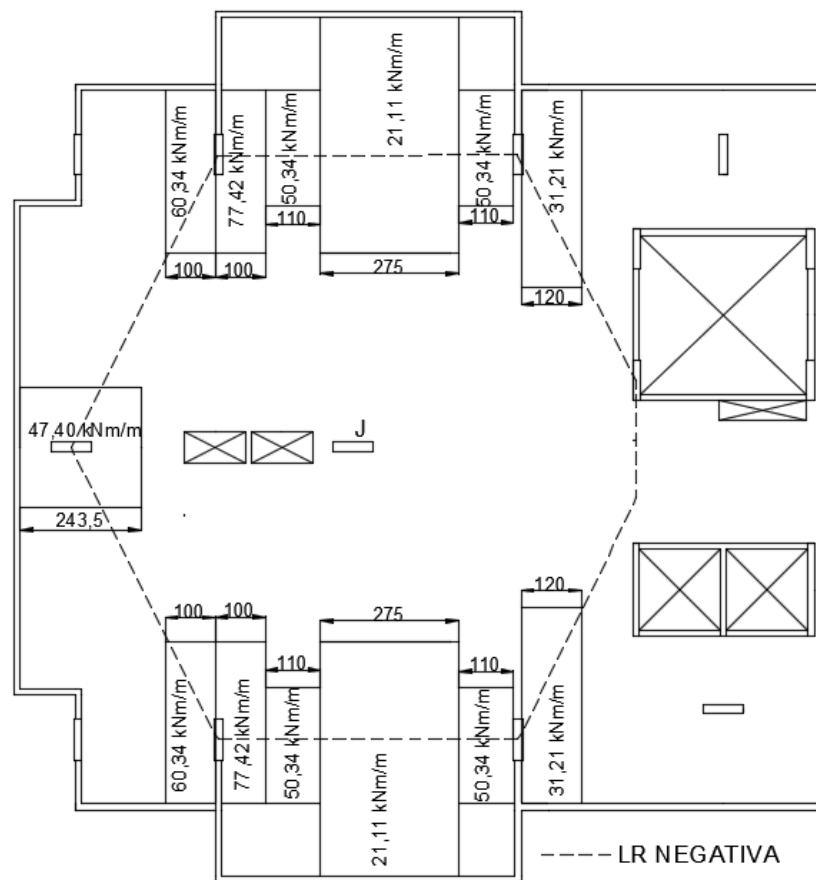 60,34 kNm/m
77,42 kNm/m
50,34 kNm/m
21,11 kNm/m
50,34 kNm/m
31,21 kNm/m
110
110
100
100
275
120
47,40 kNm/m
J
243,5
120
100
100
275
110
110
60,34 kNm/m
77,42 kNm/m
50,34 kNm/m
21,11 kNm/m
50,34 kNm/m
31,21 kNm/m
LR NEGATIVA